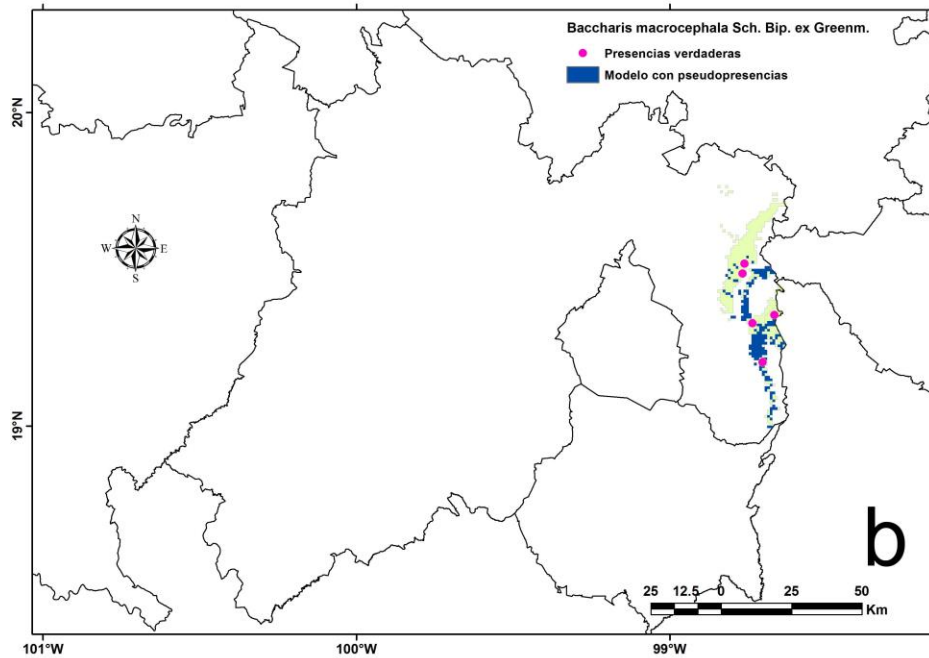 Baccharis macrocephala Sch. Bip. ex Greenm.
Presencias verdaderas
Modelo con pseudopresencias
20°N
N
W E
S
19°N
b
25 12.5 0 25 50
Km
101°W 100°W 99°W